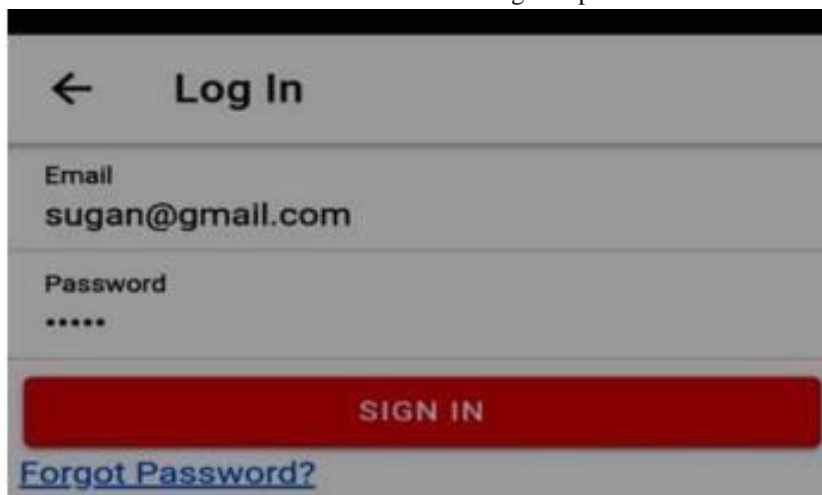 Log In
Email
sugan@gmail.com
Password
•••••
SIGN IN
Forgot Password?